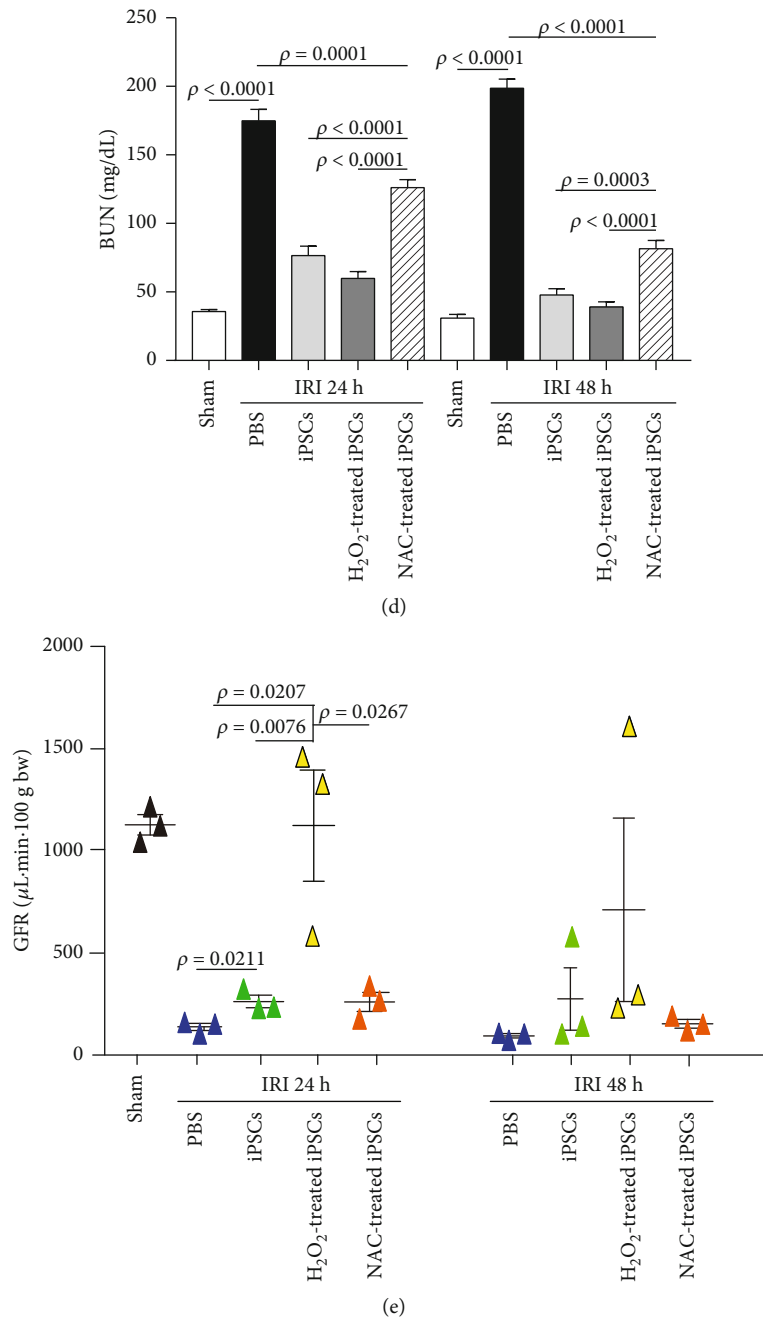 250
200
150
100
50
0
BUN (mg/dL)
ρ < 0.0001
ρ = 0.0001
ρ < 0.0001
ρ < 0.0001
ρ < 0.0001
ρ < 0.0001
ρ < 0.0001
ρ = 0.0003
ρ < 0.0001
Sham
IRI 24 h
PBS
iPSCs
H₂O₂-treated iPSCs
NAC-treated iPSCs
Sham
IRI 48 h
PBS
iPSCs
H₂O₂-treated iPSCs
NAC-treated iPSCs
(d)
2000
1500
1000
500
0
GFR (μL·min·100 g bw)
ρ = 0.0207
ρ = 0.0076
ρ = 0.0267
ρ = 0.0211
Sham
IRI 24 h
PBS
iPSCs
H₂O₂-treated iPSCs
NAC-treated iPSCs
IRI 48 h
PBS
iPSCs
H₂O₂-treated iPSCs
NAC-treated iPSCs
(e)